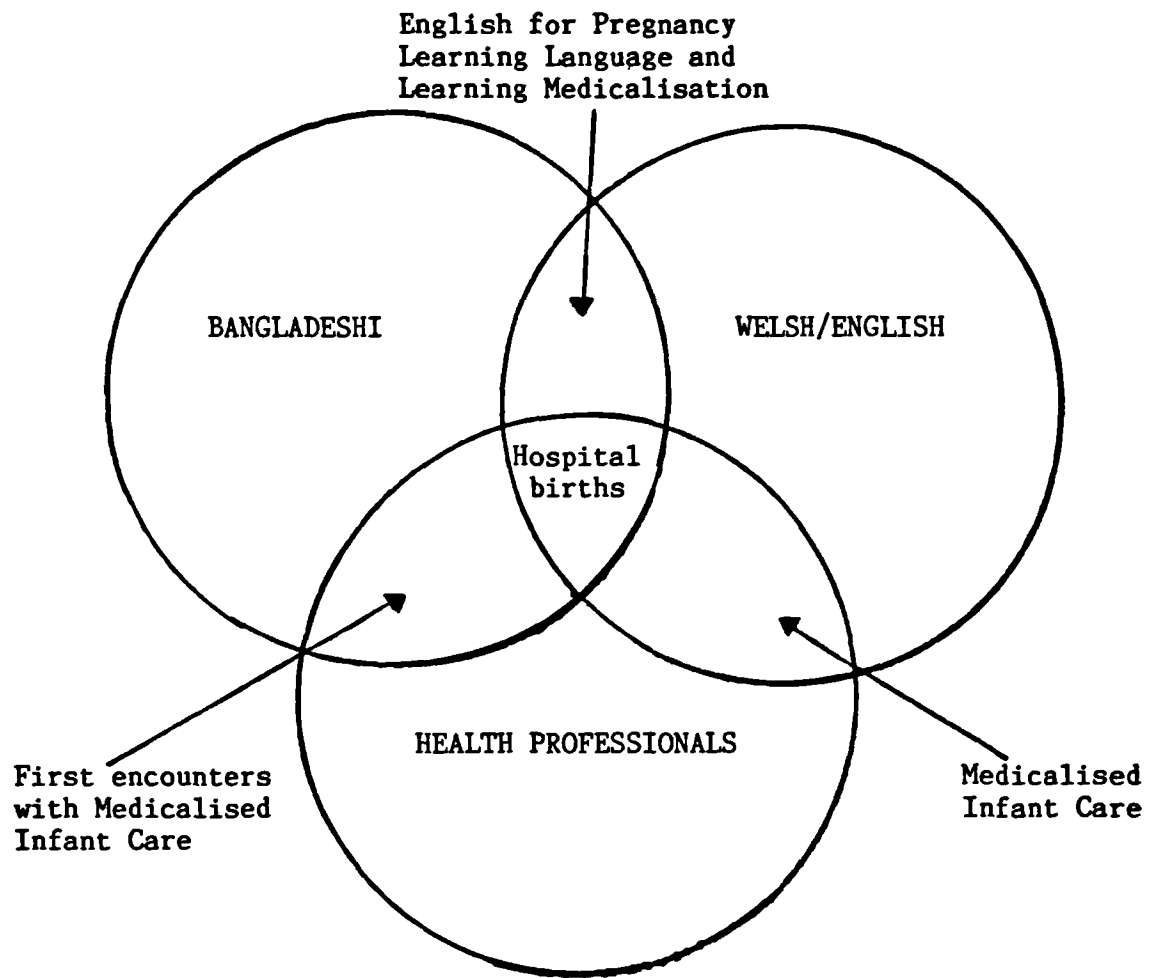 English for Pregnancy
Learning Language and
Learning Medicalisation
BANGLADESHI
WELSH/ENGLISH
Hospital
births
HEALTH PROFESSIONALS
First encounters
with Medicalised
Infant Care
Medicalised
Infant Care